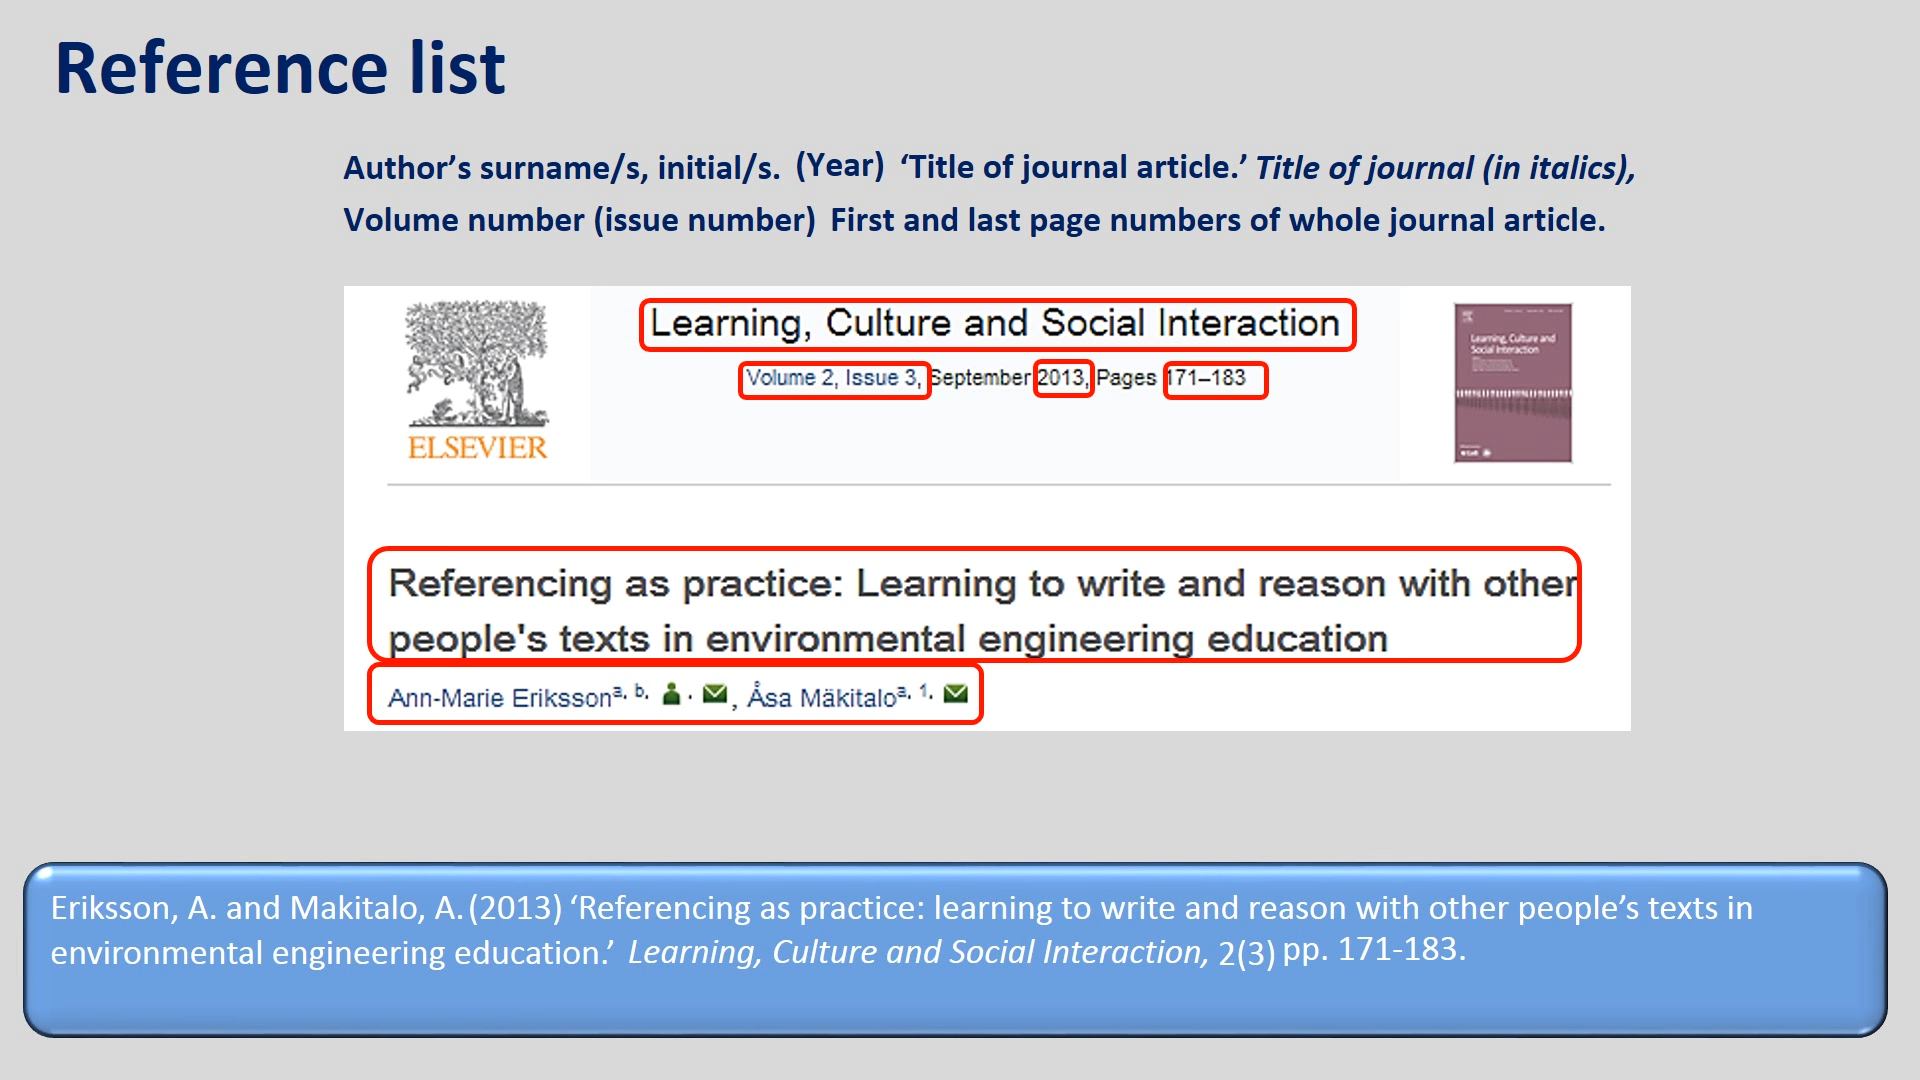 Reference list
Author’s surname/s, initial/s. (Year) ‘Title of journal article.’ Title of journal (in italics),
Volume number (issue number) First and last page numbers of whole journal article.
Learning, Culture and Social Interaction
Volume 2, Issue 3, September 2013, Pages 171–183
ELSEVIER
Learning, Culture and
Social Interaction
Referencing as practice: Learning to write and reason with other
people's texts in environmental engineering education
Ann-Marie Eriksson a, b, , Åsa Mäkitalo a, 1,
Eriksson, A. and Makitalo, A. (2013) ‘Referencing as practice: learning to write and reason with other people’s texts in
environmental engineering education.’ Learning, Culture and Social Interaction, 2(3) pp. 171-183.